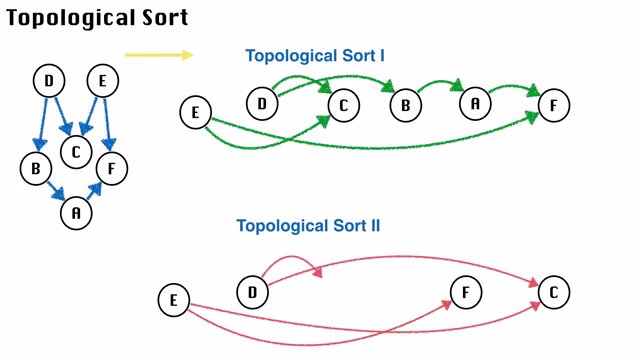 Topological Sort
D E
B C F
A
Topological Sort I
E D C B A F
Topological Sort II
E D F C